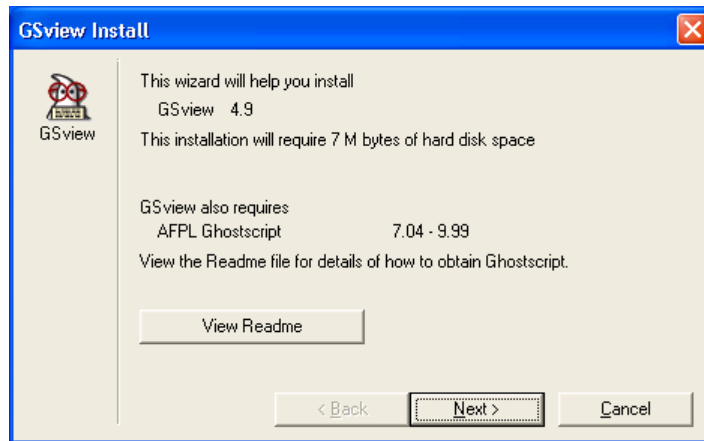 GSview Install
This wizard will help you install
GSview 4.9
GSview
This installation will require 7 M bytes of hard disk space
GSview also requires
AFPL Ghostscript 7.04 - 9.99
View the Readme file for details of how to obtain Ghostscript.
View Readme
< Back Next > Cancel